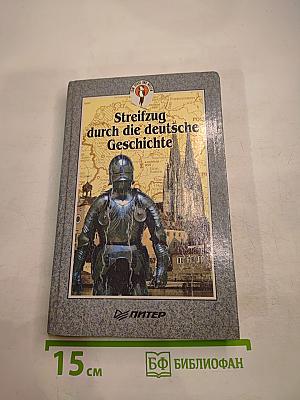 Streifzug
durch die deutsche
Geschichte
ПИТЕР
15 см
БФ БИБЛИОФАН